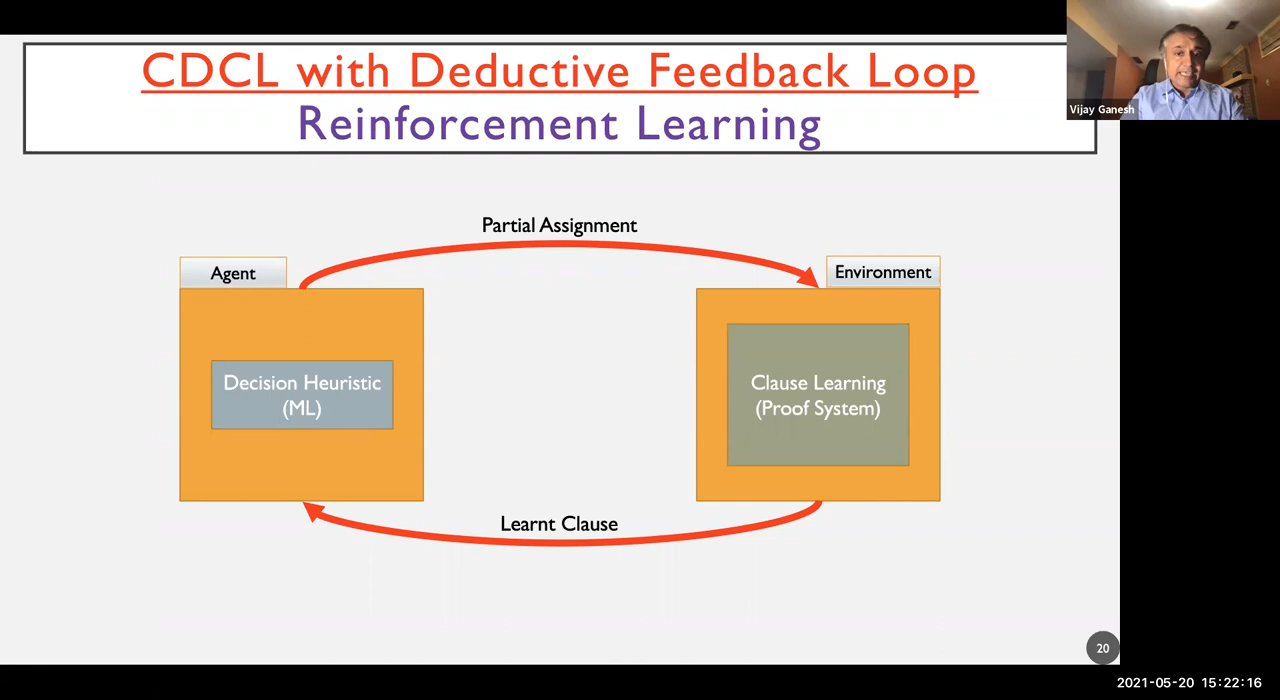 CDCL with Deductive Feedback Loop
Reinforcement Learning
Vijay Ganesh
Partial Assignment
Agent
Environment
Decision Heuristic
(ML)
Clause Learning
(Proof System)
Learnt Clause
20
2021-05-20 15:22:16